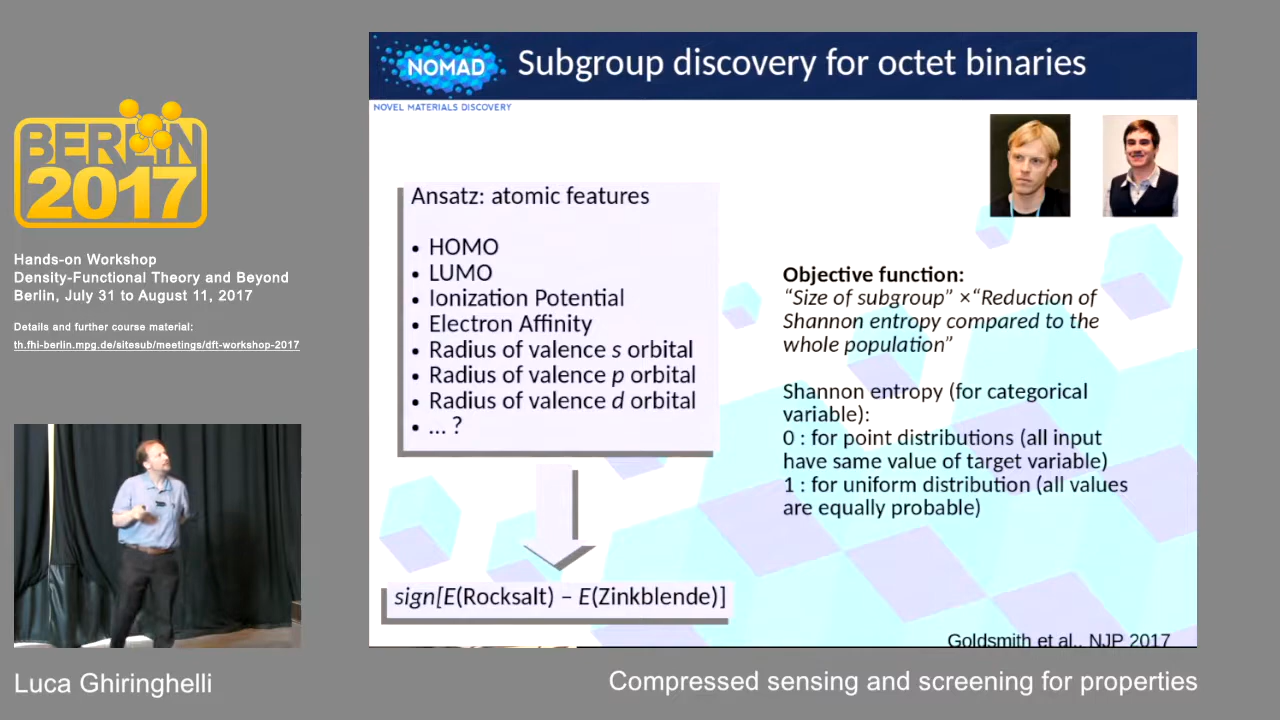 BERLIN
2017
Hands-on Workshop
Density-Functional Theory and Beyond
Berlin, July 31 to August 11, 2017
Details and further course material:
th.fhi-berlin.mpg.de/sitesub/meetings/dft-workshop-2017
Luca Ghiringhelli
NOMAD
NOVEL MATERIALS DISCOVERY
Subgroup discovery for octet binaries
Ansatz: atomic features
• HOMO
• LUMO
• Ionization Potential
• Electron Affinity
• Radius of valence s orbital
• Radius of valence p orbital
• Radius of valence d orbital
• ... ?
sign[E(Rocksalt) – E(Zinkblende)]
Objective function:
“Size of subgroup” ×“Reduction of
Shannon entropy compared to the
whole population”
Shannon entropy (for categorical
variable):
0 : for point distributions (all input
have same value of target variable)
1 : for uniform distribution (all values
are equally probable)
Goldsmith et al., NJP 2017
Compressed sensing and screening for properties